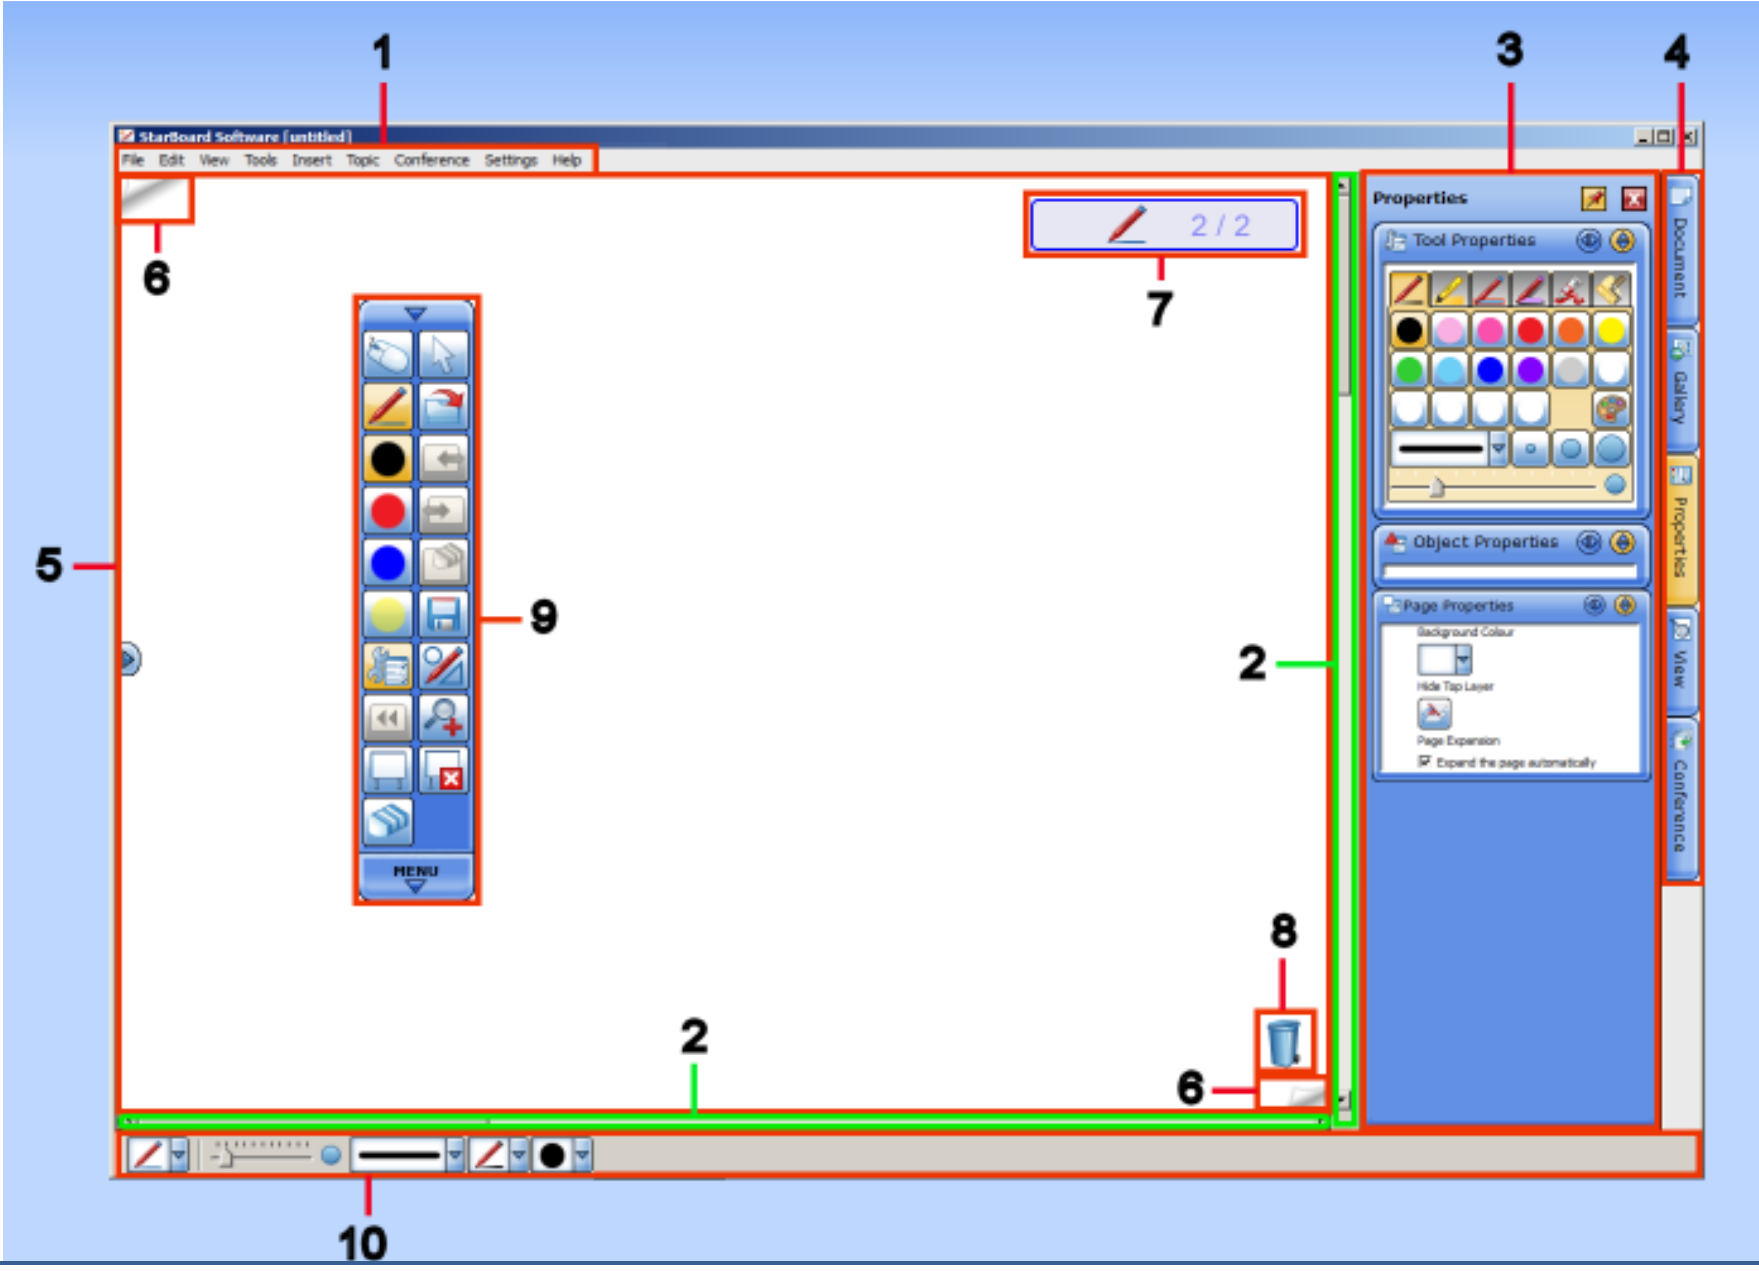 1
3
4
StarBoard Software [untitled]
File Edit View Tools Insert Topic Conference Settings Help
6
2 / 2
7
5
9
MENU
2
8
2
6
10
Properties
Tool Properties
Object Properties
Page Properties
Background Colour
Hide Top Layer
Page Expansion
Expand the page automatically
Document
Gallery
Properties
View
Conference